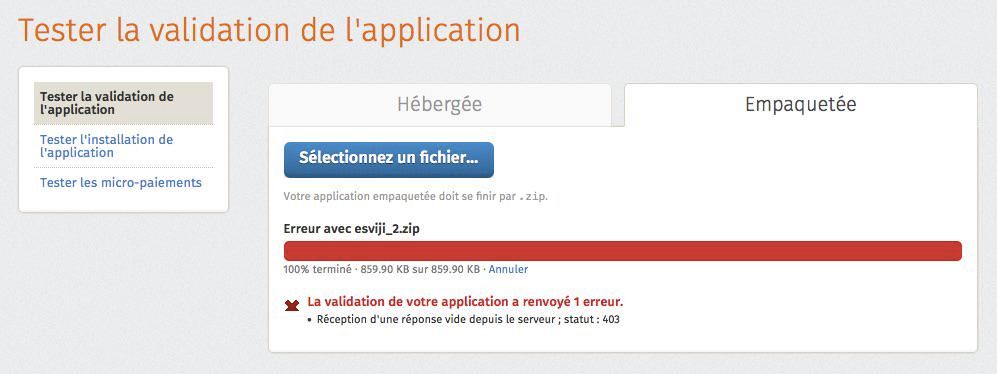 Tester la validation de l'application
Tester la validation de
l'application
Tester l'installation de
l'application
Tester les micro-paiements
Hébergée
Empaquetée
Sélectionnez un fichier...
Votre application empaquetée doit se finir par .zip.
Erreur avec esviji_2.zip
100% terminé · 859.90 KB sur 859.90 KB · Annuler
La validation de votre application a renvoyé 1 erreur.
• Réception d'une réponse vide depuis le serveur ; statut : 403